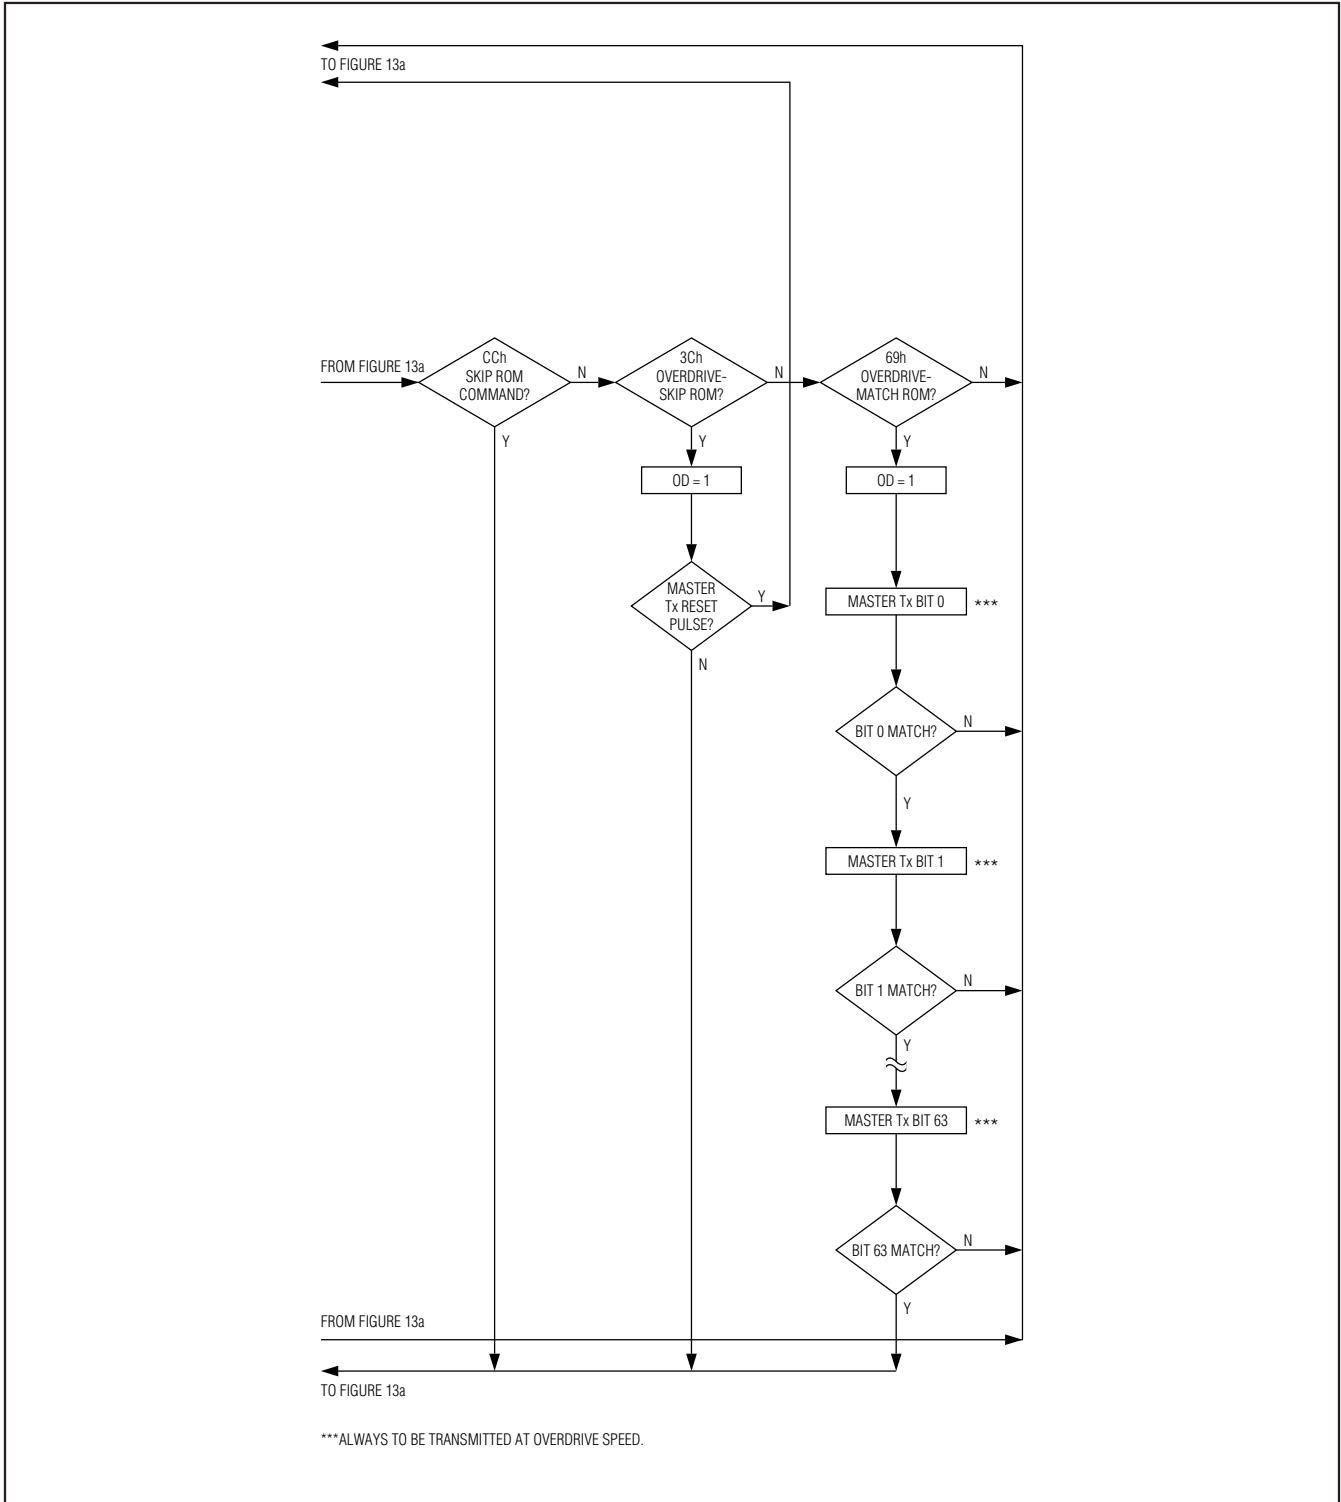 TO FIGURE 13a
FROM FIGURE 13a
CCh
SKIP ROM
COMMAND?
N
Y
3Ch
OVERDRIVE-
SKIP ROM?
N
Y
69h
OVERDRIVE-
MATCH ROM?
N
Y
OD = 1
OD = 1
MASTER
Tx RESET
PULSE?
Y
N
MASTER Tx BIT 0
***
BIT 0 MATCH?
N
Y
MASTER Tx BIT 1
***
BIT 1 MATCH?
N
Y
MASTER Tx BIT 63
***
BIT 63 MATCH?
N
Y
FROM FIGURE 13a
TO FIGURE 13a
***ALWAYS TO BE TRANSMITTED AT OVERDRIVE SPEED.